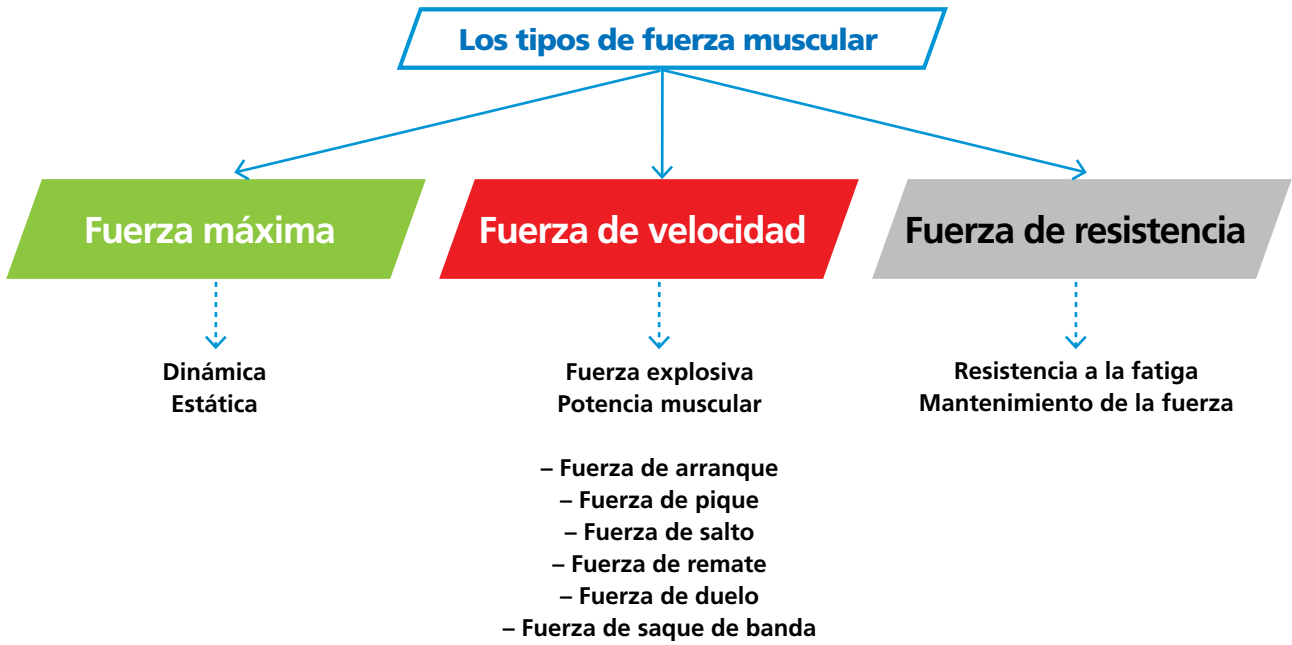 Los tipos de fuerza muscular
Fuerza máxima
Fuerza de velocidad
Fuerza de resistencia
Dinámica
Estática
Fuerza explosiva
Potencia muscular
– Fuerza de arranque
– Fuerza de pique
– Fuerza de salto
– Fuerza de remate
– Fuerza de duelo
– Fuerza de saque de banda
Resistencia a la fatiga
Mantenimiento de la fuerza